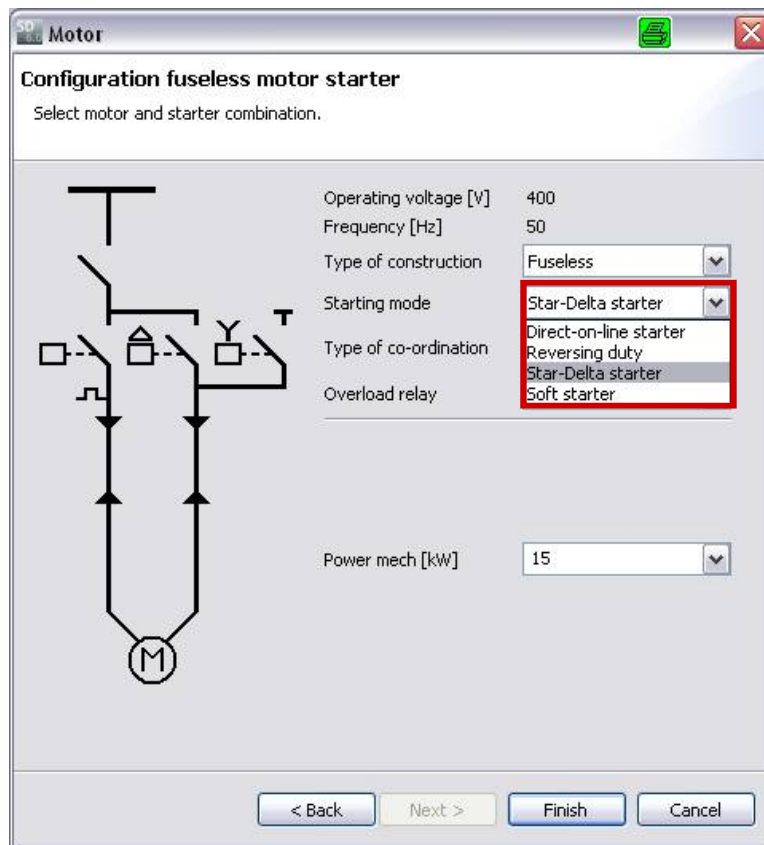 Motor
Configuration fuseless motor starter
Select motor and starter combination.
Operating voltage [V] 400
Frequency [Hz] 50
Type of construction Fuseless
Starting mode Star-Delta starter
Direct-on-line starter
Type of co-ordination Reversing duty
Star-Delta starter
Overload relay Soft starter
Power mech [kW] 15
M
< Back Next > Finish Cancel